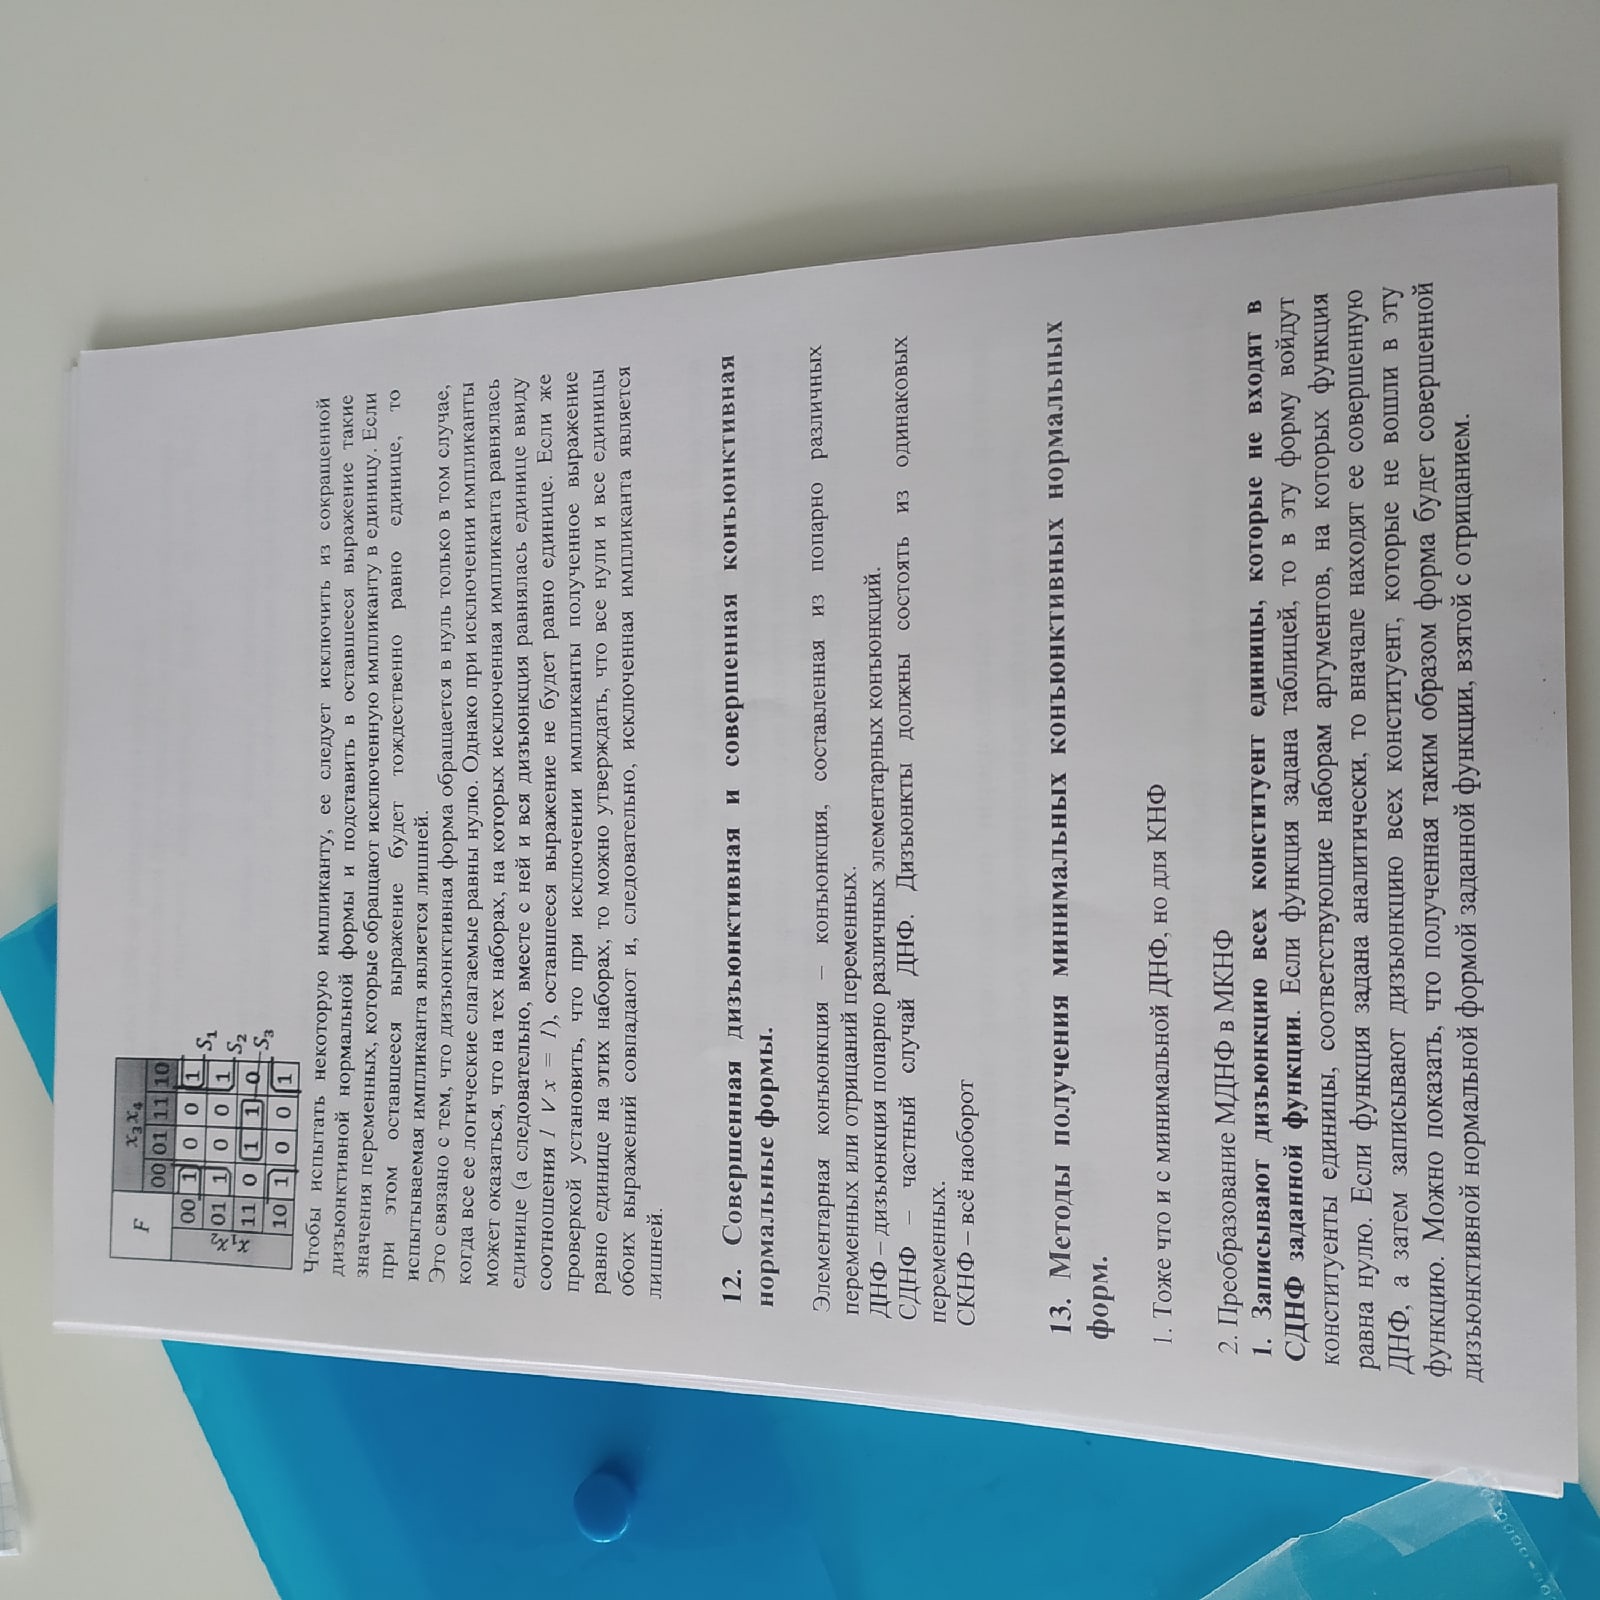 F x₃x₄
00 01 11 10
x₁x₂
00 1 0 0 1 S₁
01 1 0 0 1 S₂
11 0 1 1 0 S₃
10 1 0 0 1
Чтобы испытать некоторую импликанту, ее следует исключить из сокращенной
дизъюнктивной нормальной формы и подставить в оставшееся выражение такие
значения переменных, которые обращают исключенную импликанту в единицу. Если
при этом оставшееся выражение будет тождественно равно единице, то
испытываемая импликанта является лишней.
Это связано с тем, что дизъюнктивная форма обращается в нуль только в том случае,
когда все ее логические слагаемые равны нулю. Однако при исключении импликанты
может оказаться, что на тех наборах, на которых исключенная импликанта равнялась
единице (а следовательно, вместе с ней и вся дизъюнкция равнялась единице ввиду
соотношения 1 V x = 1), оставшееся выражение не будет равно единице. Если же
проверкой установить, что при исключении импликанты полученное выражение
равно единице на этих наборах, то можно утверждать, что все нули и все единицы
обоих выражений совпадают и, следовательно, исключенная импликанта является
лишней.
12. Совершенная дизъюнктивная и совершенная конъюнктивная
нормальные формы.
Элементарная конъюнкция – конъюнкция, составленная из попарно различных
переменных или отрицаний переменных.
ДНФ – дизъюнкция попарно различных элементарных конъюнкций.
СДНФ – частный случай ДНФ. Дизъюнкты должны состоять из одинаковых
переменных.
СКНФ – всё наоборот
13. Методы получения минимальных конъюнктивных нормальных
форм.
1. Тоже что и с минимальной ДНФ, но для КНФ
2. Преобразование МДНФ в МКНФ
1. Записывают дизъюнкцию всех конституент единицы, которые не входят в
СДНФ заданной функции. Если функция задана таблицей, то в эту форму войдут
конституенты единицы, соответствующие наборам аргументов, на которых функция
равна нулю. Если функция задана аналитически, то вначале находят ее совершенную
ДНФ, а затем записывают дизъюнкцию всех конституент, которые не вошли в эту
функцию. Можно показать, что полученная таким образом форма будет совершенной
дизъюнктивной нормальной формой заданной функции, взятой с отрицанием.